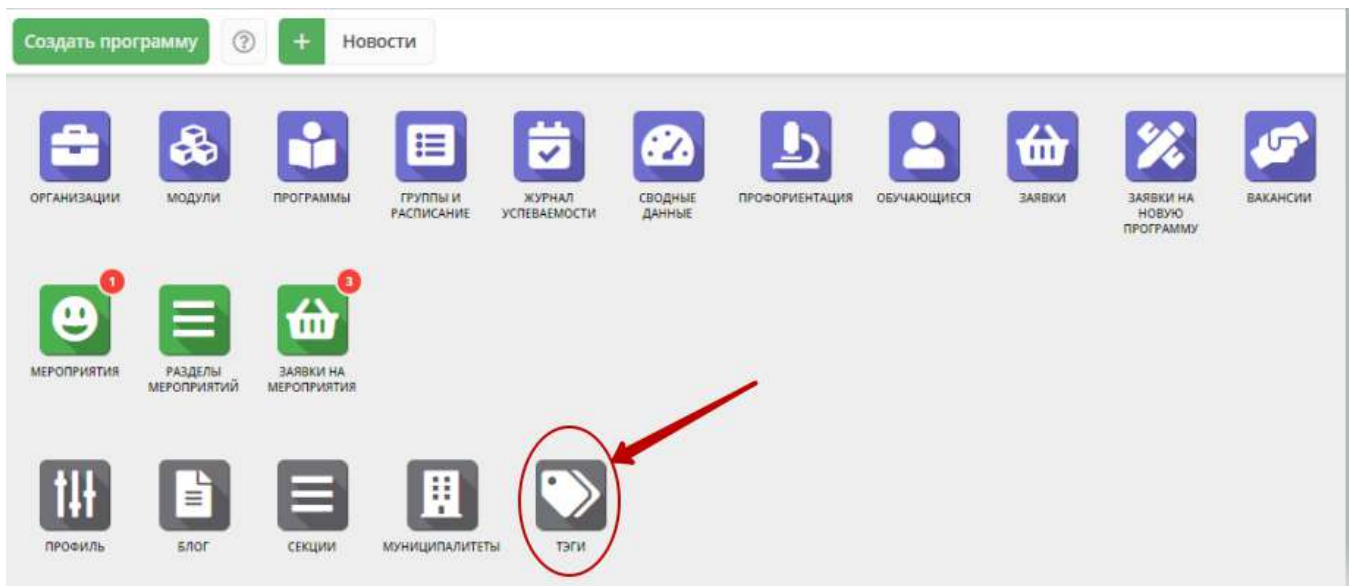 Создать программу
?
+ Новости
ОРГАНИЗАЦИИ
МОДУЛИ
ПРОГРАММЫ
ГРУППЫ И
РАСПИСАНИЕ
ЖУРНАЛ
УСПЕВАЕМОСТИ
СВОДНЫЕ
ДАННЫЕ
ПРОФОРИЕНТАЦИЯ
ОБУЧАЮЩИЕСЯ
ЗАЯВКИ
ЗАЯВКИ НА
НОВУЮ
ПРОГРАММУ
ВАКАНСИИ
1
МЕРОПРИЯТИЯ
РАЗДЕЛЫ
МЕРОПРИЯТИЙ
3
ЗАЯВКИ НА
МЕРОПРИЯТИЯ
ПРОФИЛЬ
БЛОГ
СЕКЦИИ
МУНИЦИПАЛИТЕТЫ
ТЭГИ